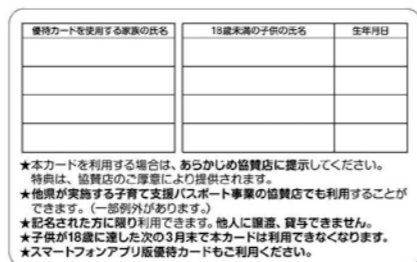 優待カードを使用する家族の氏名 18歳未満の子供の氏名 生年月日
★本カードを利用する場合は、あらかじめ協賛店に提示してください。
特典は、協賛店のご厚意により提供されます。
★他県が実施する子育て支援パスポート事業の協賛店でも利用することが
できます。(一部例外があります。)
★記名された方に限り利用できます。他人に譲渡、貸与できません。
★子供が18歳に達した次の3月末で本カードは利用できなくなります。
★スマートフォンアプリ版優待カードもご利用ください。